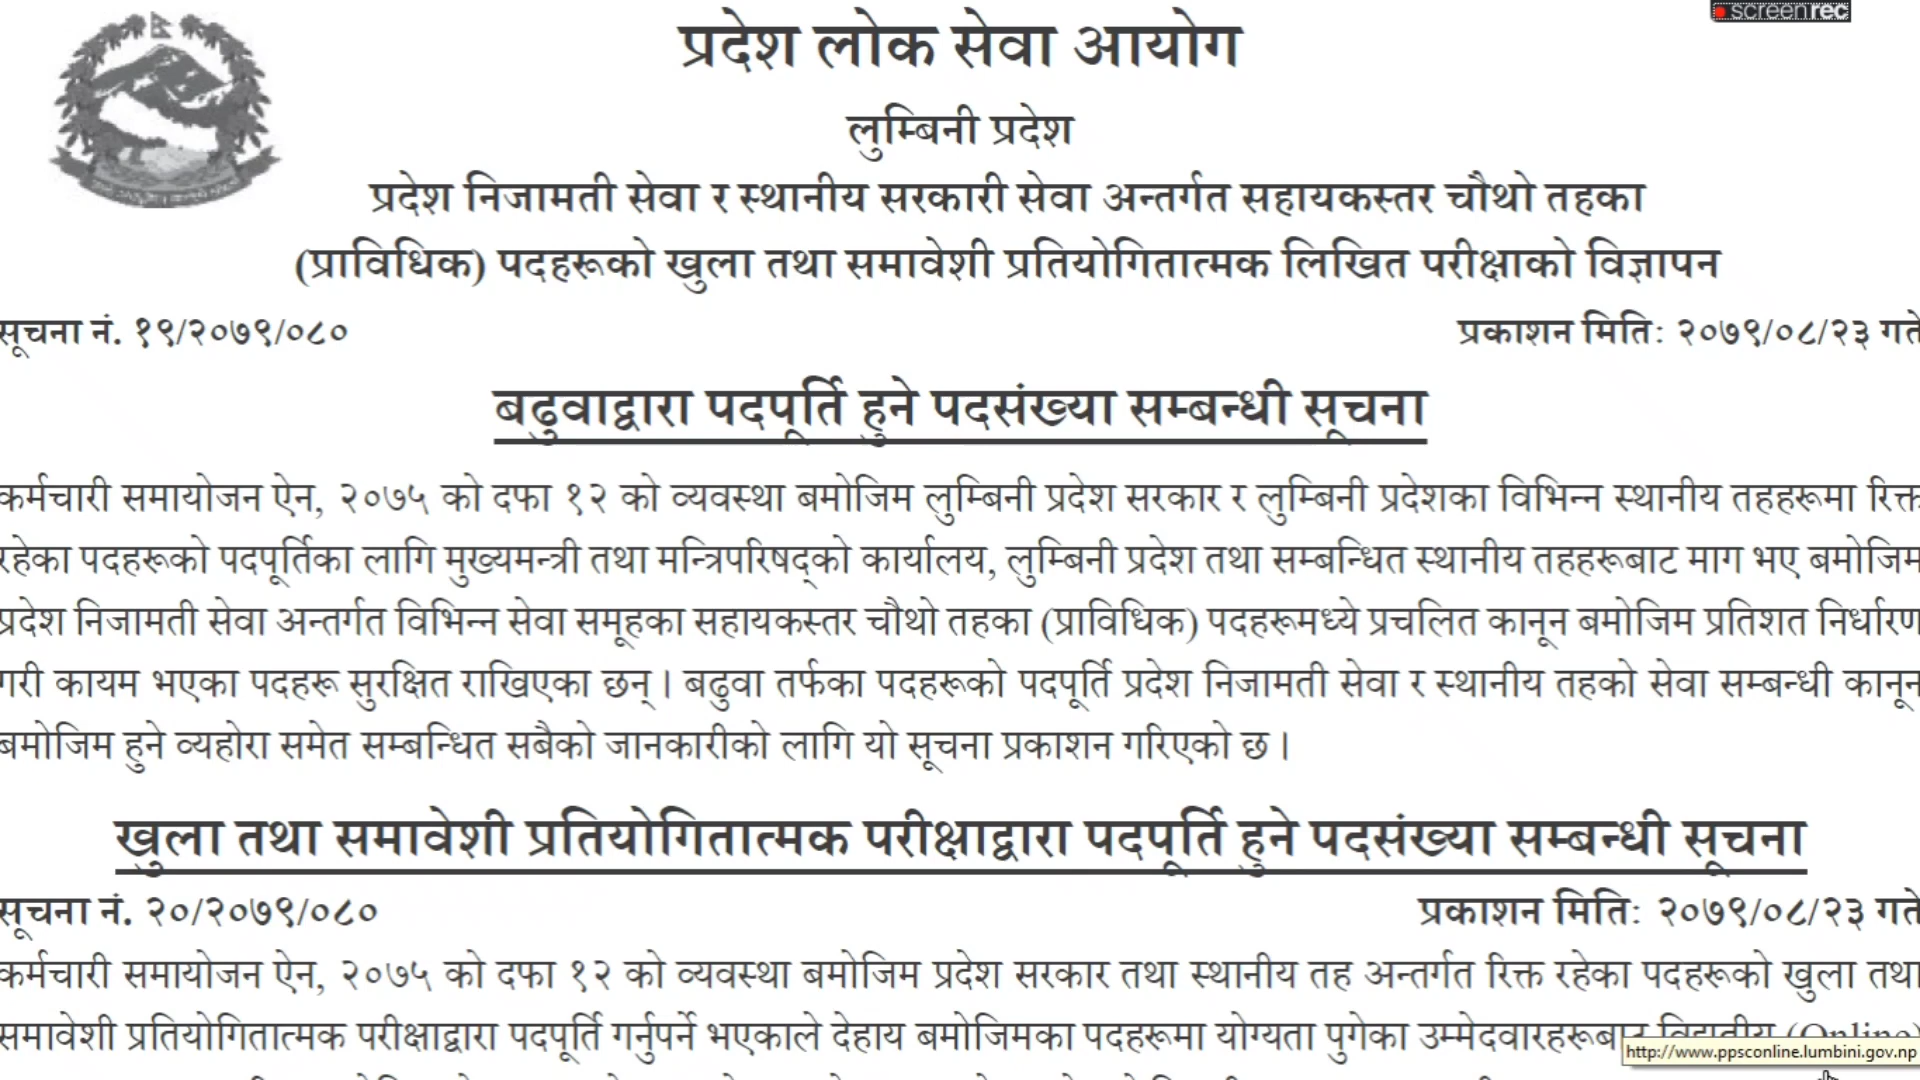 screenrec
प्रदेश लोक सेवा आयोग
लुम्बिनी प्रदेश
प्रदेश निजामती सेवा र स्थानीय सरकारी सेवा अन्तर्गत सहायकस्तर चौथो तहका
(प्राविधिक) पदहरूको खुला तथा समावेशी प्रतियोगितात्मक लिखित परीक्षाको विज्ञापन
सूचना नं. १९/२०७९/०८० प्रकाशन मितिः २०७९/०८/२३ गते
बढुवाद्वारा पदपूर्ति हुने पदसंख्या सम्बन्धी सूचना
कर्मचारी समायोजन ऐन, २०७५ को दफा १२ को व्यवस्था बमोजिम लुम्बिनी प्रदेश सरकार र लुम्बिनी प्रदेशका विभिन्न स्थानीय तहहरूमा रिक्त
रहेका पदहरूको पदपूर्तिका लागि मुख्यमन्त्री तथा मन्त्रिपरिषद्को कार्यालय, लुम्बिनी प्रदेश तथा सम्बन्धित स्थानीय तहहरूबाट माग भए बमोजिम
प्रदेश निजामती सेवा अन्तर्गत विभिन्न सेवा समूहका सहायकस्तर चौथो तहका (प्राविधिक) पदहरूमध्ये प्रचलित कानून बमोजिम प्रतिशत निर्धारण
गरी कायम भएका पदहरू सुरक्षित राखिएका छन् । बढुवा तर्फका पदहरूको पदपूर्ति प्रदेश निजामती सेवा र स्थानीय तहको सेवा सम्बन्धी कानून
बमोजिम हुने व्यहोरा समेत सम्बन्धित सबैको जानकारीको लागि यो सूचना प्रकाशन गरिएको छ ।
खुला तथा समावेशी प्रतियोगितात्मक परीक्षाद्वारा पदपूर्ति हुने पदसंख्या सम्बन्धी सूचना
सूचना नं. २०/२०७९/०८० प्रकाशन मितिः २०७९/०८/२३ गते
कर्मचारी समायोजन ऐन, २०७५ को दफा १२ को व्यवस्था बमोजिम प्रदेश सरकार तथा स्थानीय तह अन्तर्गत रिक्त रहेका पदहरूको खुला तथा
समावेशी प्रतियोगितात्मक परीक्षाद्वारा पदपूर्ति गर्नुपर्ने भएकाले देहाय बमोजिमका पदहरूमा योग्यता पुगेका उम्मेदवारहरूबाट विद्युतीय (Online)
http://www.ppsconline.lumbini.gov.np